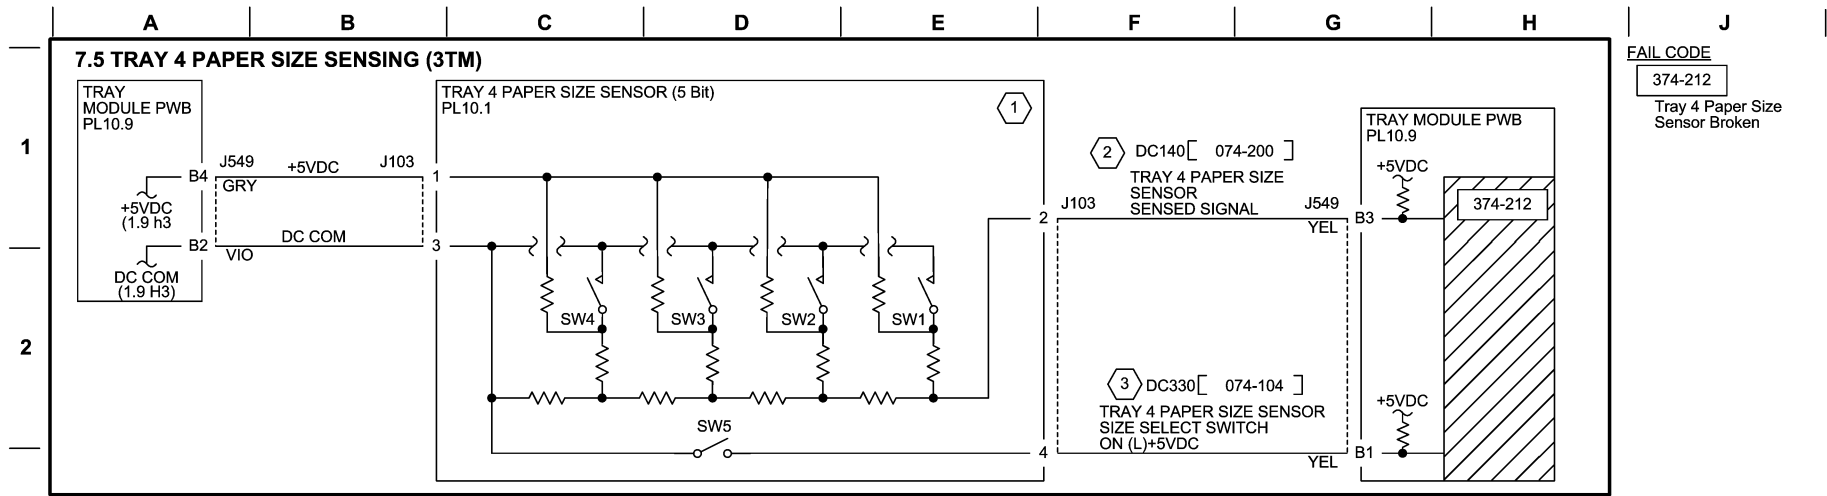 A B C D E F G H J
7.5 TRAY 4 PAPER SIZE SENSING (3TM)
FAIL CODE
374-212
Tray 4 Paper Size
Sensor Broken
1
2
TRAY
MODULE PWB
PL10.9
B4
+5VDC
(1.9 h3
B2
DC COM
(1.9 H3)
J549
+5VDC
J103
GRY
DC COM
VIO
TRAY 4 PAPER SIZE SENSOR (5 Bit)
PL10.1
1
1
3
SW4
SW3
SW2
SW1
SW5
2
4
2
DC140[ 074-200 ]
TRAY 4 PAPER SIZE
SENSOR
SENSED SIGNAL
J103
J549
YEL
3
DC330[ 074-104 ]
TRAY 4 PAPER SIZE SENSOR
SIZE SELECT SWITCH
ON (L)+5VDC
YEL
TRAY MODULE PWB
PL10.9
+5VDC
B3
374-212
+5VDC
B1